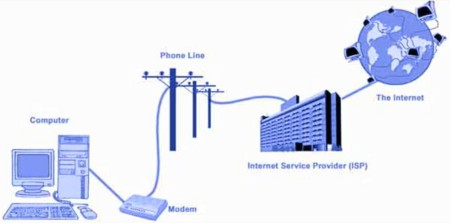 Phone Line
The Internet
Computer
Internet Service Provider (ISP)
Modem